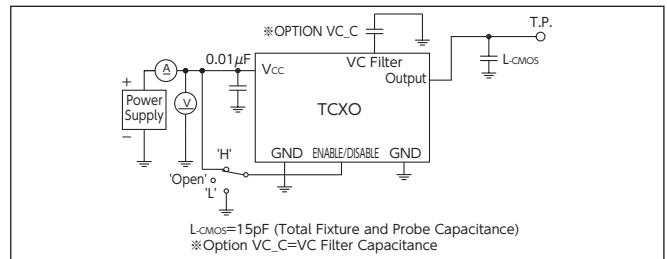 ※OPTION VC_C
T.P.
0.01μF
A
VCC
VC Filter
L-CMOS
Output
+
Power
Supply
V
TCXO
−
'H'
GND ENABLE/DISABLE GND
'Open'
'L'
L-CMOS=15pF (Total Fixture and Probe Capacitance)
※Option VC_C=VC Filter Capacitance